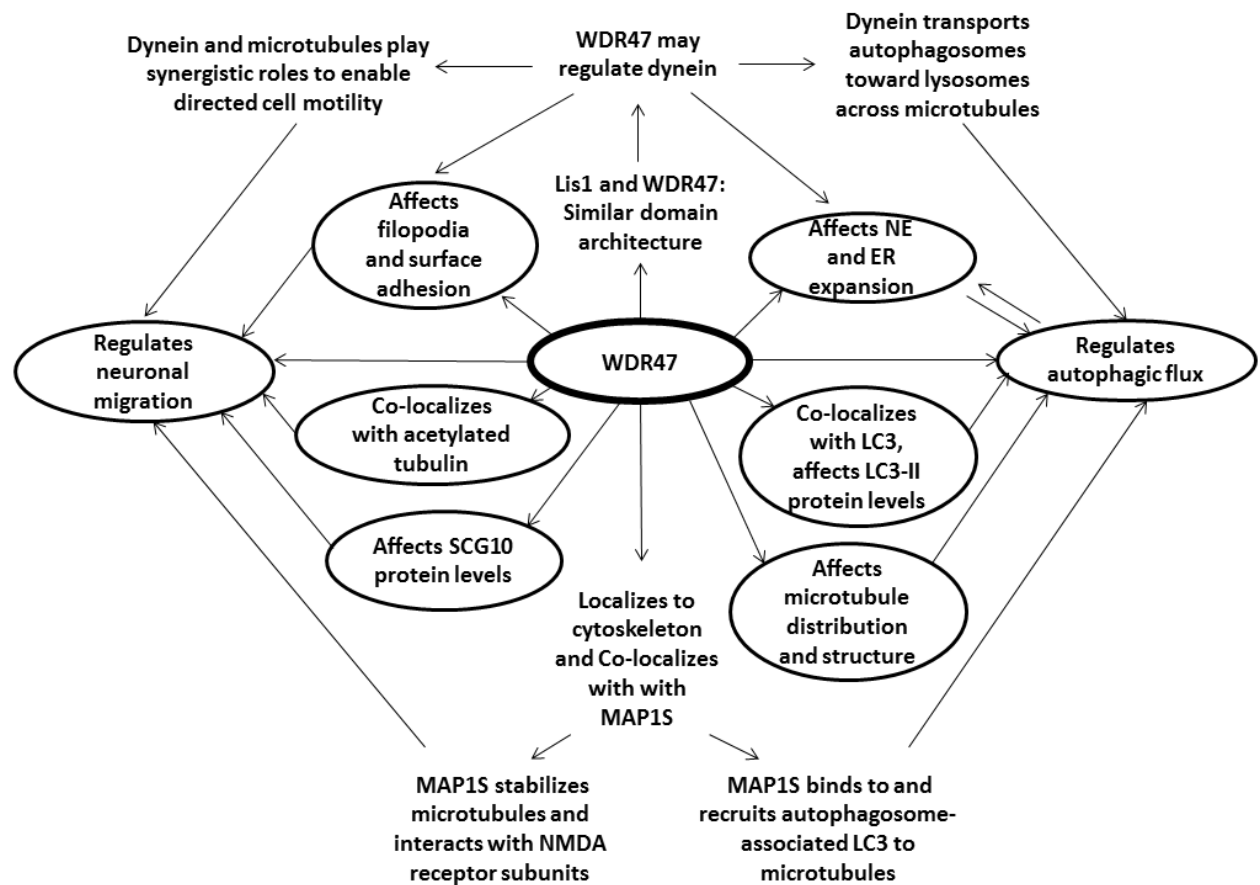 Dynein and microtubules play
synergistic roles to enable
directed cell motility
WDR47 may
regulate dynein
Dynein transports
autophagosomes
toward lysosomes
across microtubules
Affects
filopodia
and surface
adhesion
Lis1 and WDR47:
Similar domain
architecture
Affects NE
and ER
expansion
Regulates
neuronal
migration
WDR47
Regulates
autophagic flux
Co-localizes
with acetylated
tubulin
Co-localizes
with LC3,
affects LC3-II
protein levels
Affects SCG10
protein levels
Localizes to
cytoskeleton
and Co-localizes
with with
MAP1S
Affects
microtubule
distribution
and structure
MAP1S stabilizes
microtubules and
interacts with NMDA
receptor subunits
MAP1S binds to and
recruits autophagosome-
associated LC3 to
microtubules